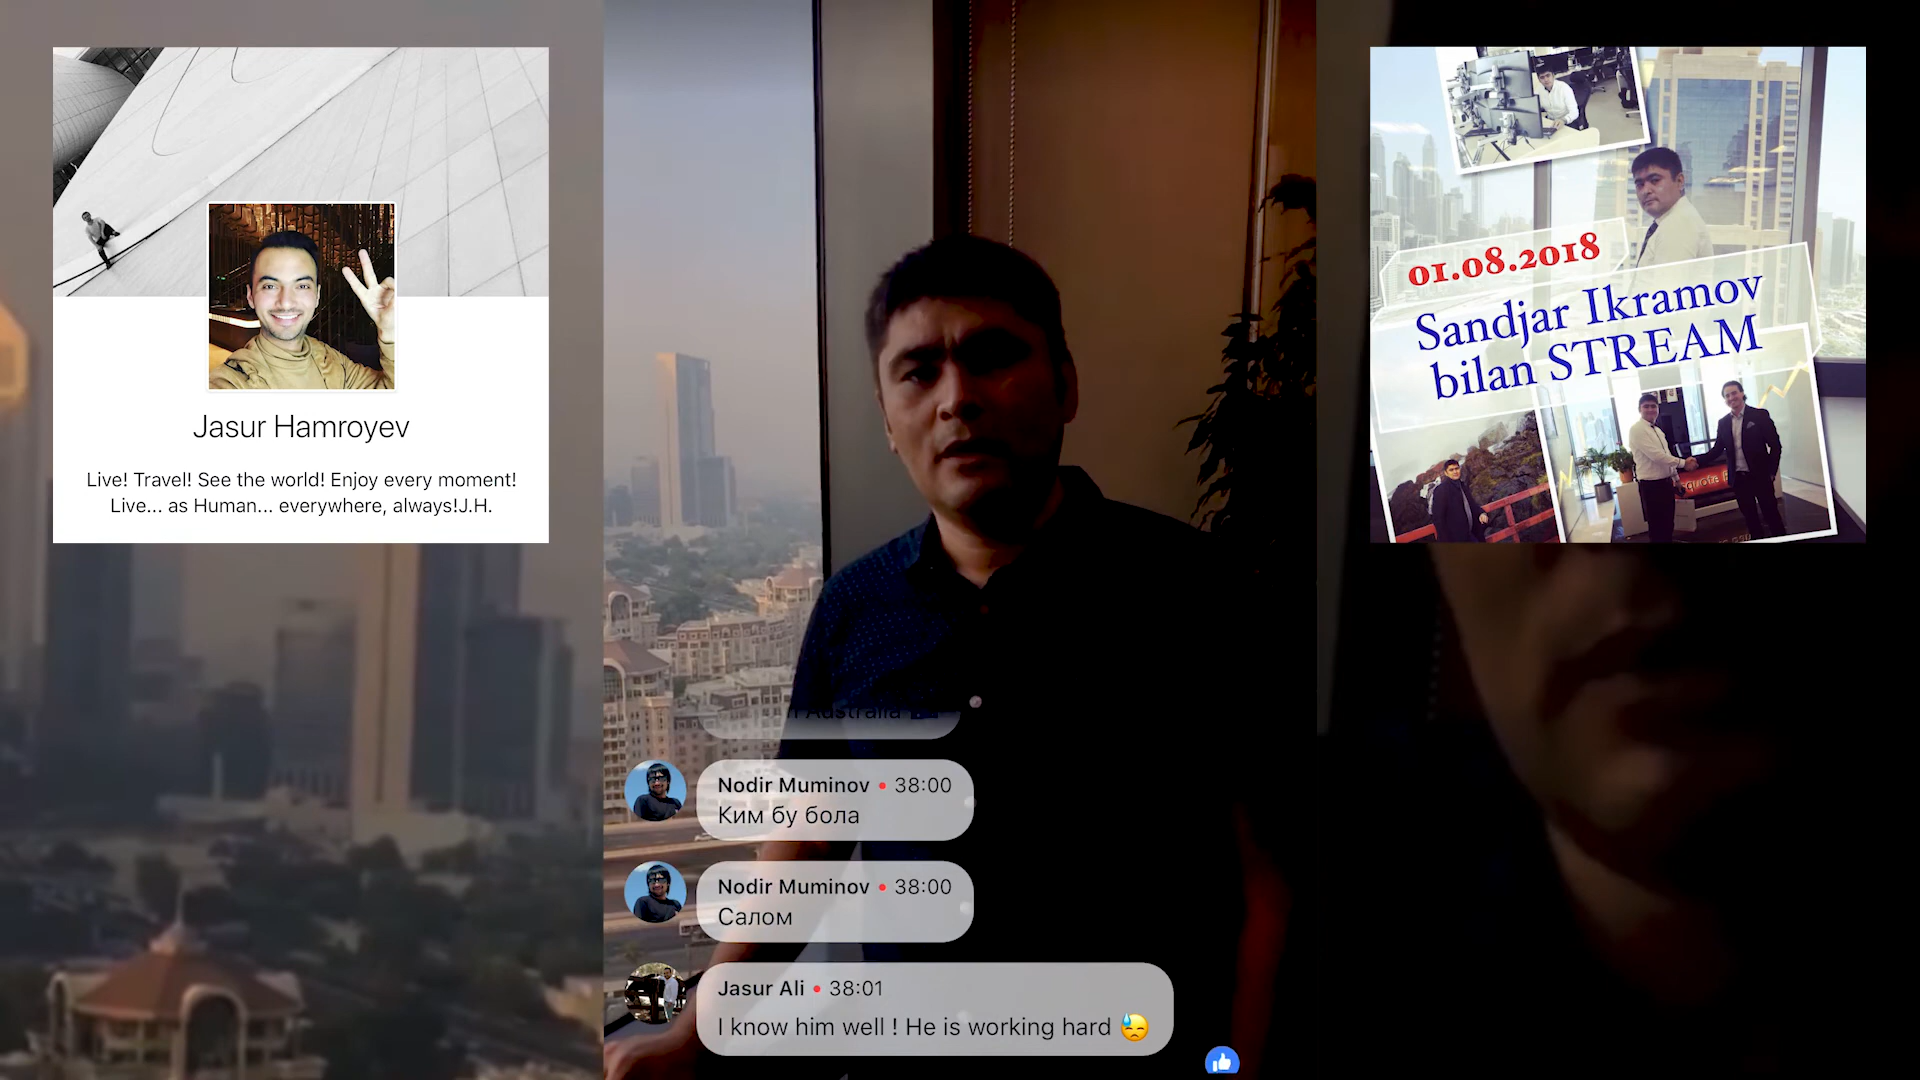 Jasur Hamroyev
Live! Travel! See the world! Enjoy every moment!
Live... as Human... everywhere, always!J.H.
Australia
Nodir Muminov • 38:00
Ким бу бола
Nodir Muminov • 38:00
Салом
Jasur Ali • 38:01
I know him well ! He is working hard 😓
01.08.2018
Sandjar Ikramov
bilan STREAM